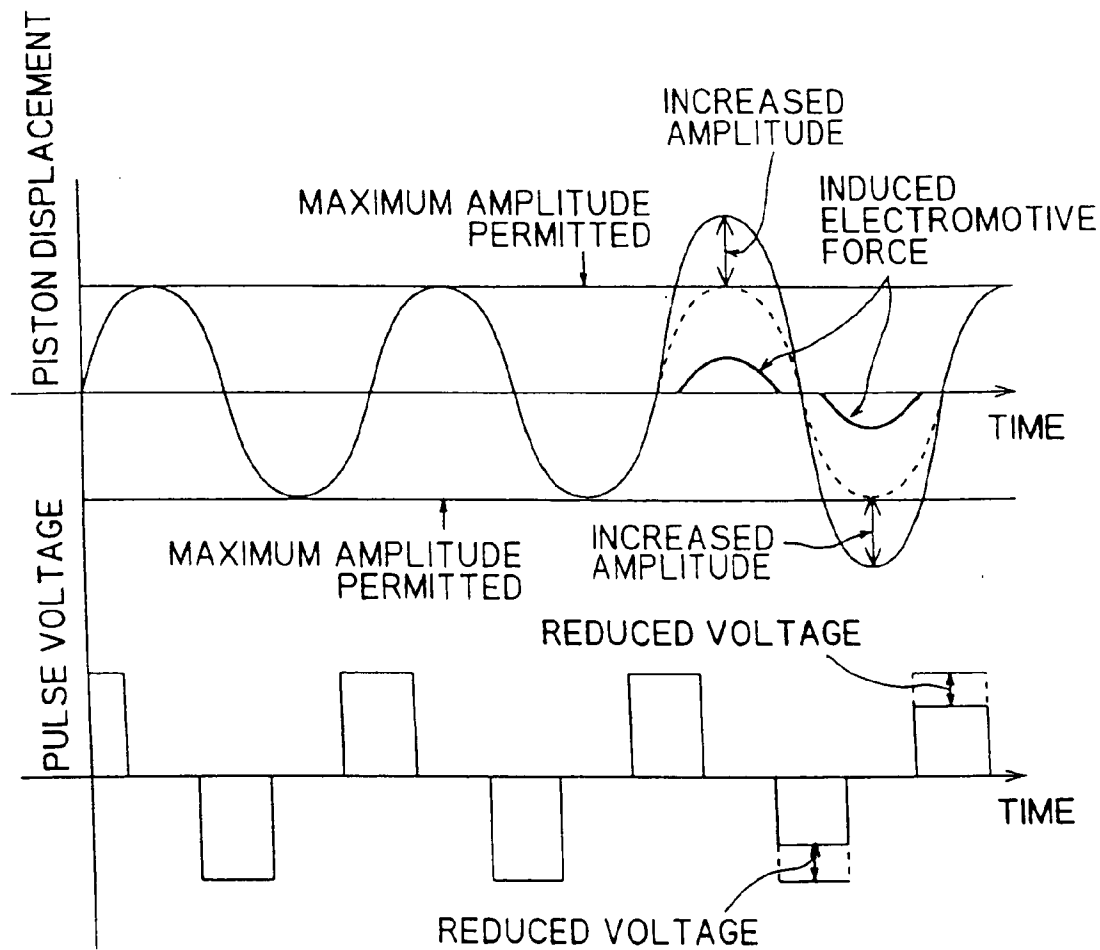 PISTON DISPLACEMENT
INCREASED
AMPLITUDE
MAXIMUM AMPLITUDE
PERMITTED
INDUCED
ELECTROMOTIVE
FORCE
TIME
MAXIMUM AMPLITUDE
PERMITTED
INCREASED
AMPLITUDE
PULSE VOLTAGE
REDUCED VOLTAGE
TIME
REDUCED VOLTAGE